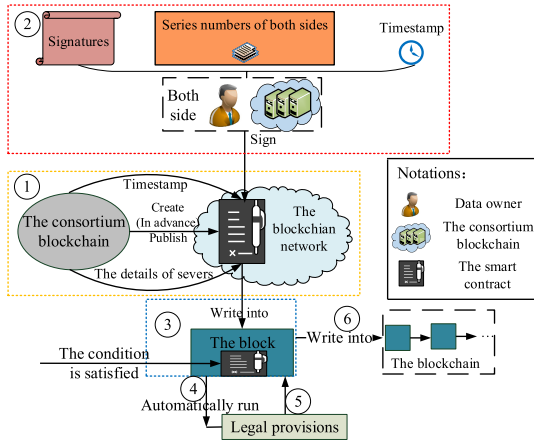 2
Signatures
Series numbers of both sides
Timestamp
Both
side
Sign
1
Timestamp
The consortium
blockchain
Create
(In advance)
Publish
The
blockchian
network
The details of severs
Notations：
Data owner
The consortium
blockchain
The smart
contract
3
Write into
6
The block
Write into
...
The blockchain
The condition
is satisfied
4
5
Automatically run
Legal provisions